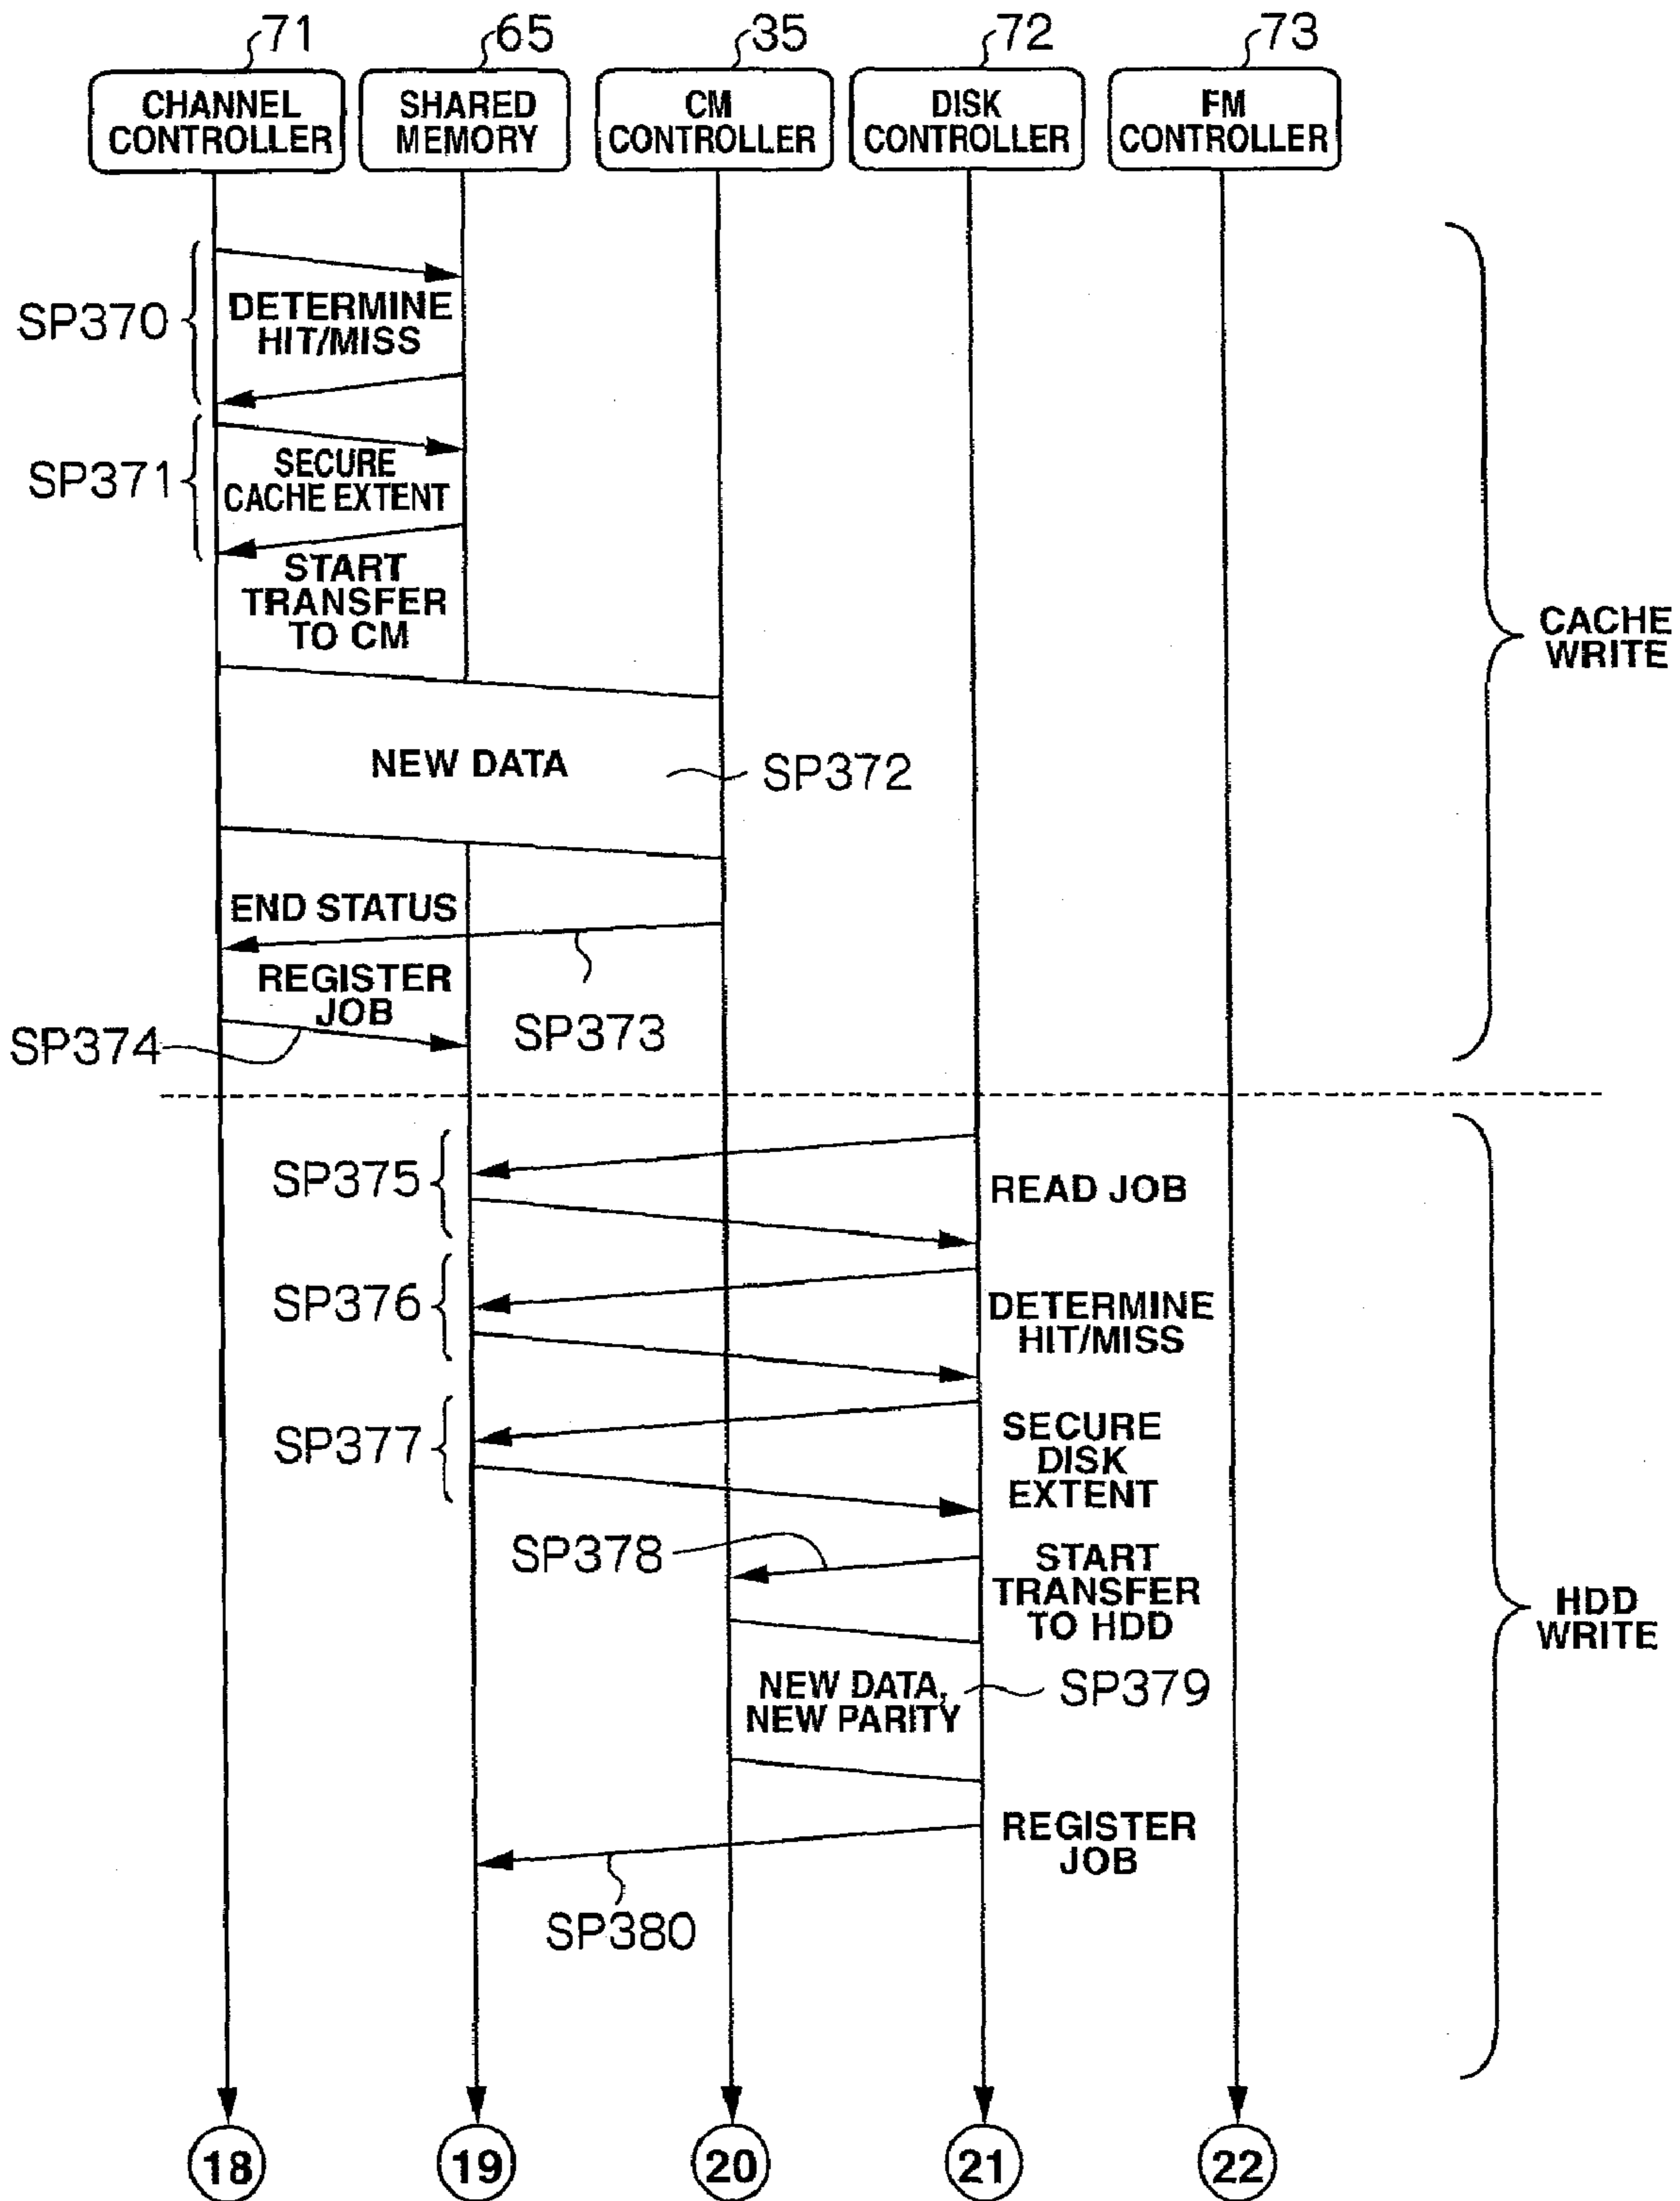 71
65
35
72
73
CHANNEL
CONTROLLER
SHARED
MEMORY
CM
CONTROLLER
DISK
CONTROLLER
FM
CONTROLLER
SP370
DETERMINE
HIT/MISS
SP371
SECURE
CACHE EXTENT
START
TRANSFER
TO CM
CACHE
WRITE
NEW DATA
SP372
END STATUS
REGISTER
JOB
SP373
SP374
SP375
READ JOB
SP376
DETERMINE
HIT/MISS
SP377
SECURE
DISK
EXTENT
SP378
START
TRANSFER
TO HDD
HDD
WRITE
NEW DATA,
NEW PARITY
SP379
REGISTER
JOB
SP380
18
19
20
21
22